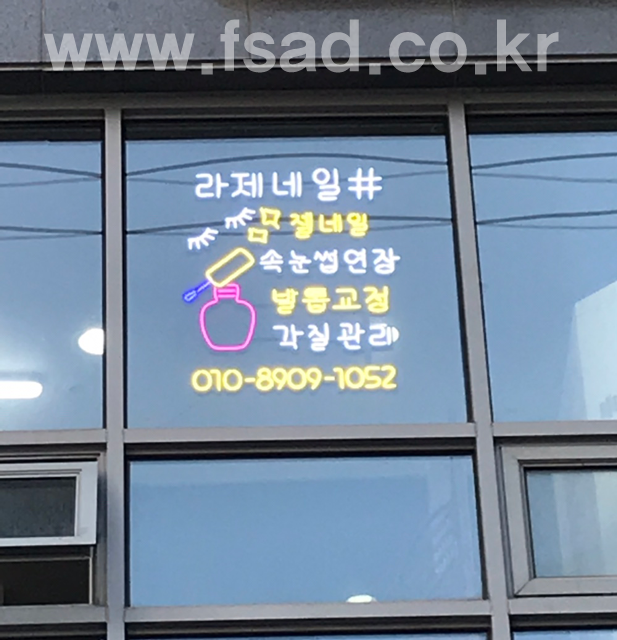 www.fsad.co.kr
라제네일#
젤네일
속눈썹연장
발톱교정
각질관리
010-8909-1052